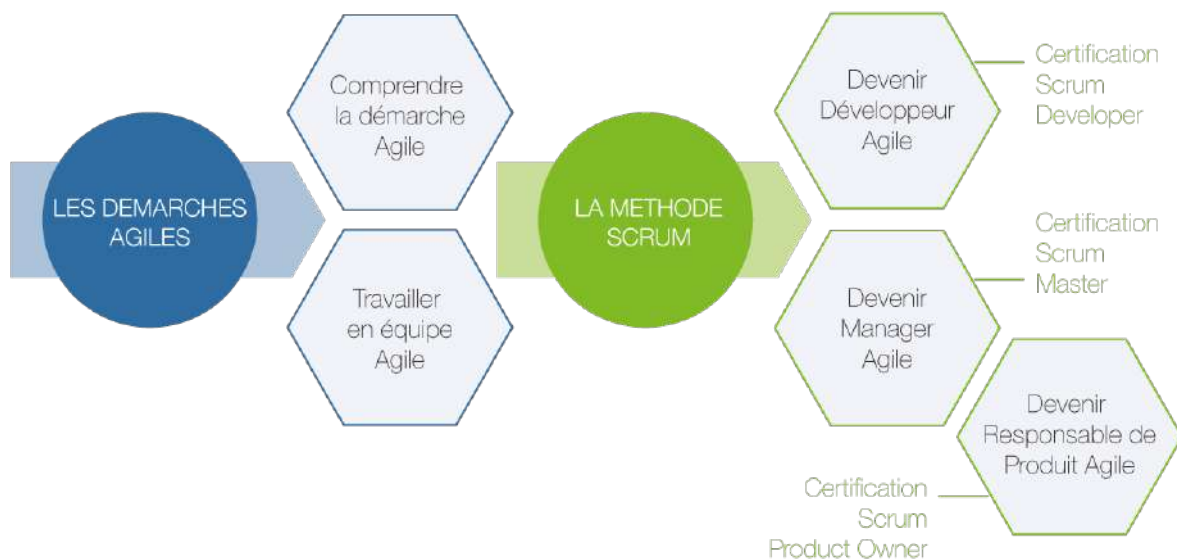 LES DEMARCHES
AGILES
Comprendre
la démarche
Agile
Travailler
en équipe
Agile
LA METHODE
SCRUM
Devenir
Développeur
Agile
Certification
Scrum
Developer
Devenir
Manager
Agile
Certification
Scrum
Master
Devenir
Responsable de
Produit Agile
Certification
Scrum
Product Owner